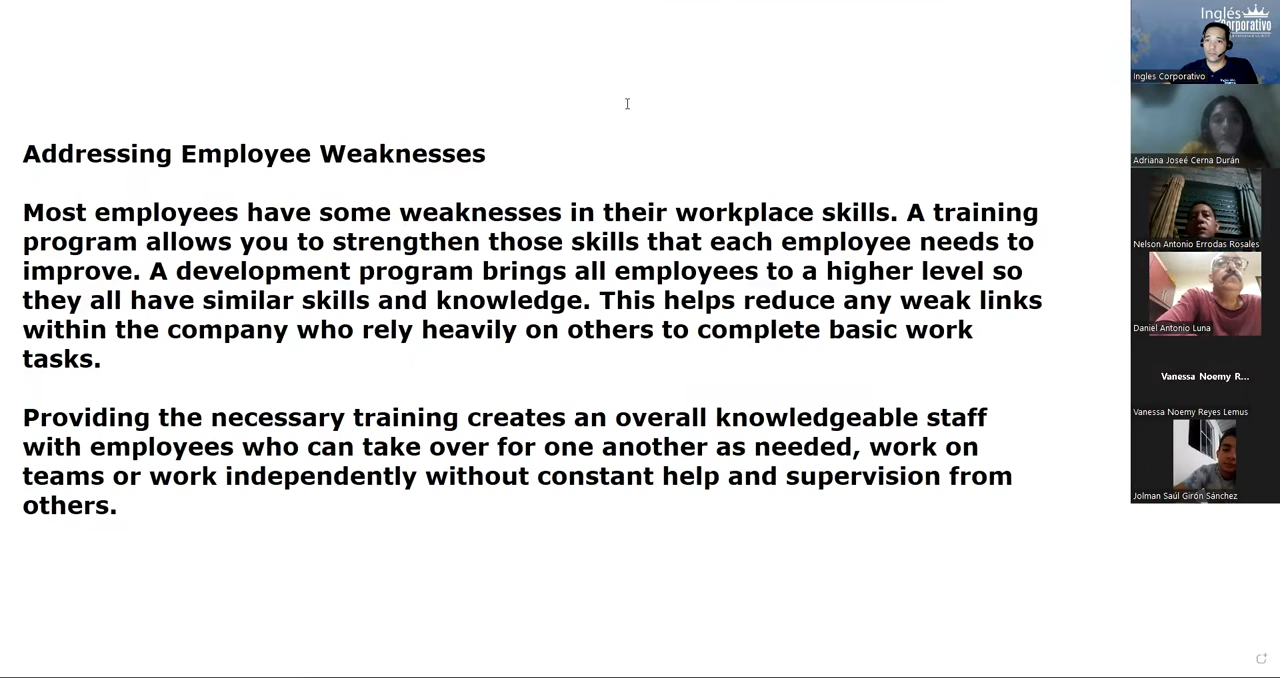 Addressing Employee Weaknesses
Most employees have some weaknesses in their workplace skills. A training
program allows you to strengthen those skills that each employee needs to
improve. A development program brings all employees to a higher level so
they all have similar skills and knowledge. This helps reduce any weak links
within the company who rely heavily on others to complete basic work
tasks.
Providing the necessary training creates an overall knowledgeable staff
with employees who can take over for one another as needed, work on
teams or work independently without constant help and supervision from
others.
Inglés
Corporativo
Ingles Corporativo
Adriana Joseé Cerna Durán
Nelson Antonio Errodas Rosales
Daniel Antonio Luna
Vanessa Noemy R...
Vanessa Noemy Reyes Lemus
Jolman Saúl Girón Sánchez